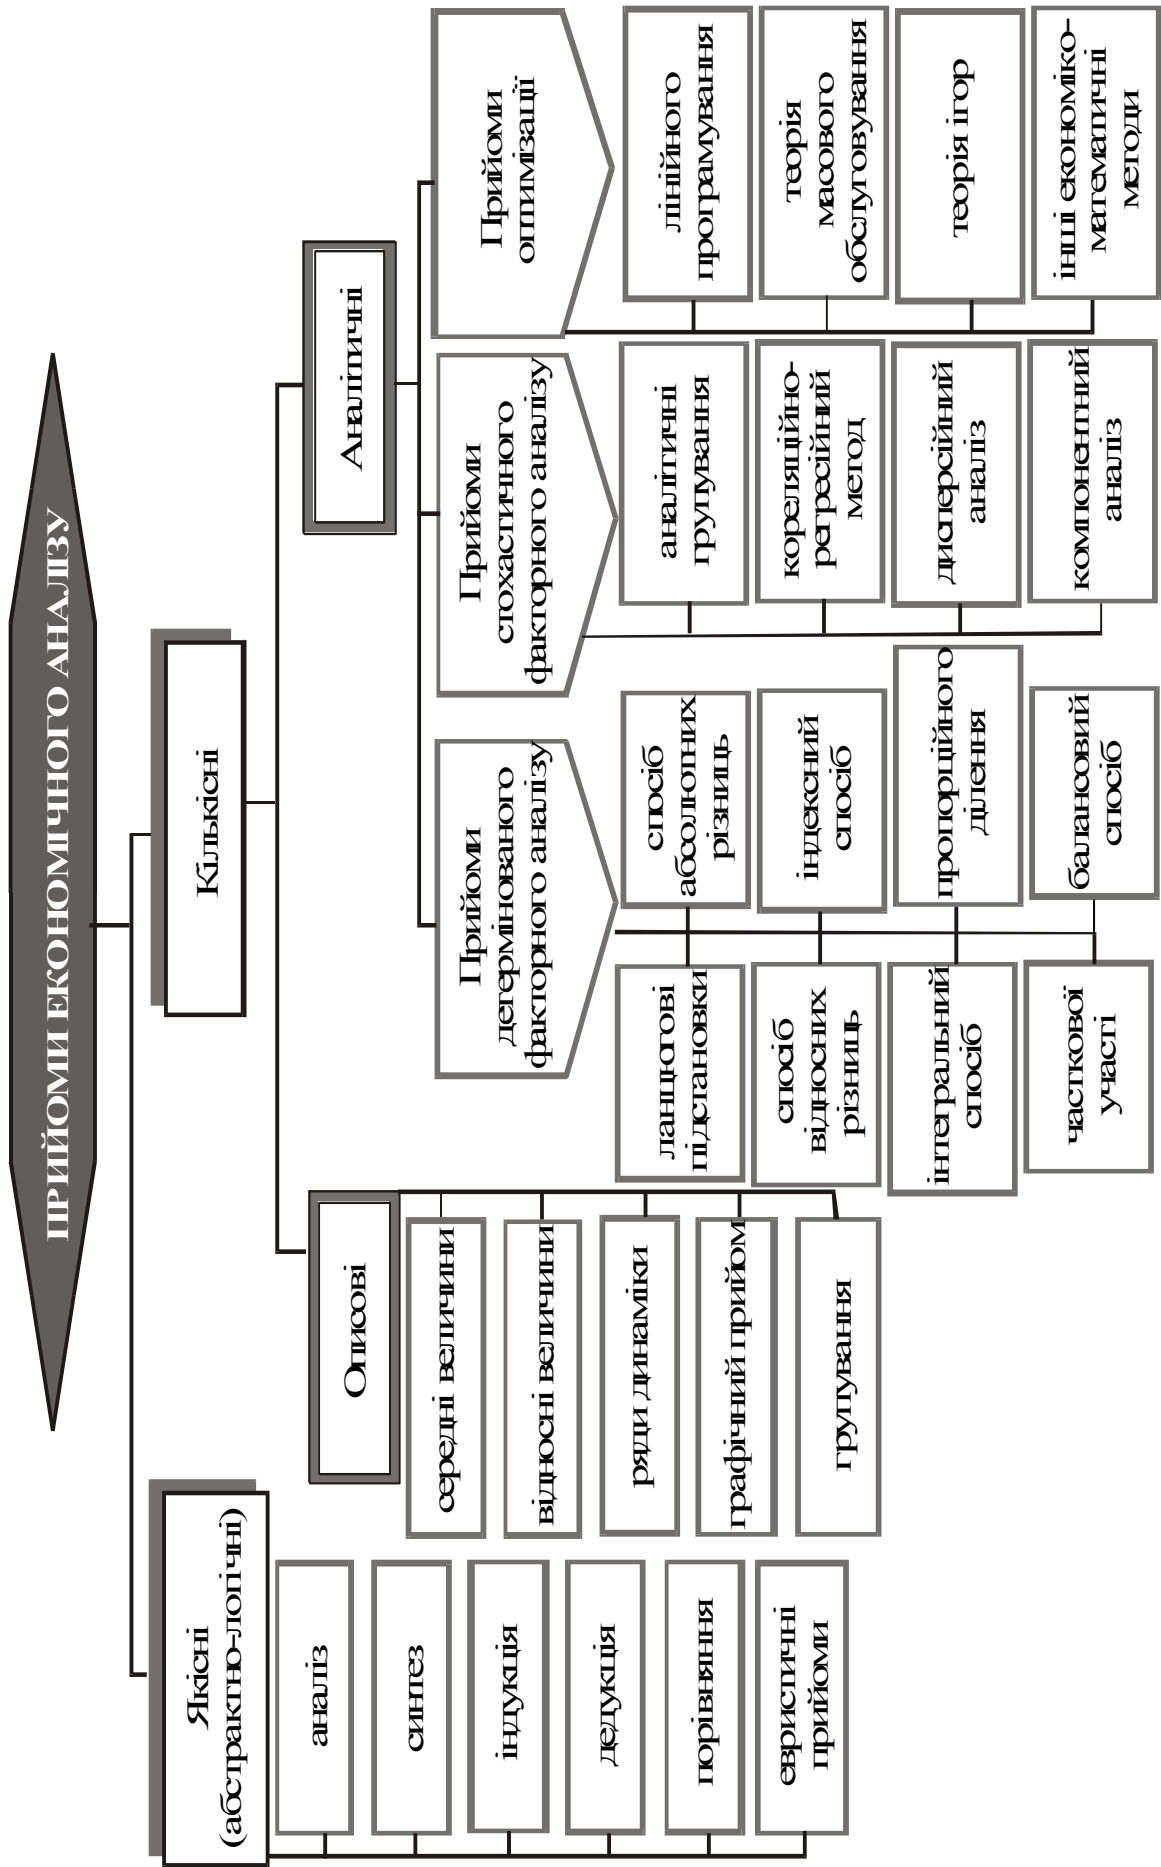 ПРИЙОМИ ЕКОНОМІЧНОГО АНАЛІЗУ
Якісні
(абстрактно-логічні)
аналіз
синтез
індукція
дедукція
порівняння
евристичні
прийоми
Кількісні
Описові
середні величини
відносні величини
ряди динаміки
графічний прийом
групування
Аналітичні
Прийоми
детермінованого
факторного аналізу
ланцюгові
підстановки
спосіб
абсолютних
різниць
спосіб
відносних
різниць
індексний
спосіб
інтегральний
спосіб
пропорційного
ділення
часткової
участі
балансовий
спосіб
Прийоми
стохастичного
факторного аналізу
аналітичні
групування
кореляційно-
регресійний
метод
дисперсійний
аналіз
компонентний
аналіз
Прийоми
оптимізації
лінійного
програмування
теорія
масового
обслуговування
теорія ігор
інші економіко-
математичні
методи